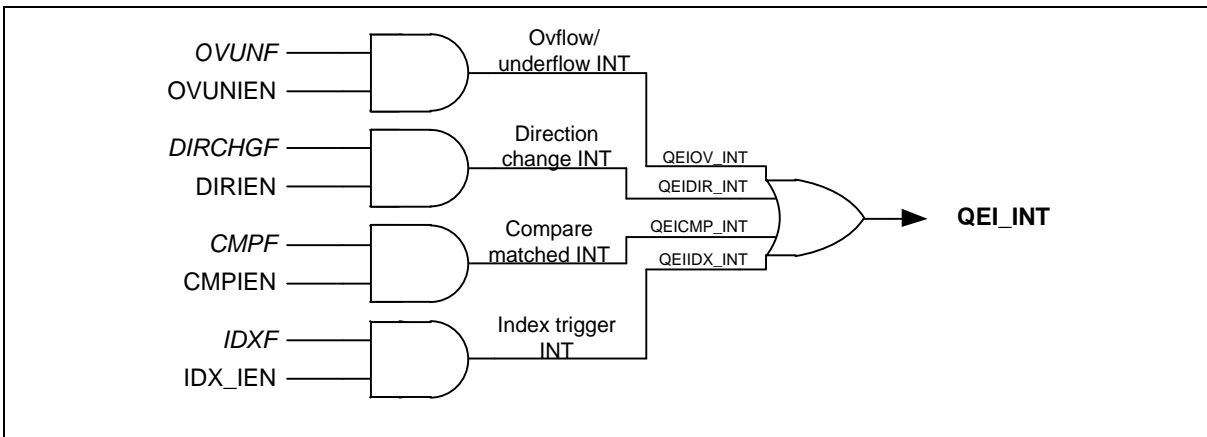 OVUNF
OVUNIEN
Ovflow/
underflow INT
DIRCHGF
DIRIEN
Direction
change INT
CMPF
CMPIEN
Compare
matched INT
IDXF
IDX_IEN
Index trigger
INT
QEIOV_INT
QEIDIR_INT
QEICMP_INT
QEIIDX_INT
QEI_INT